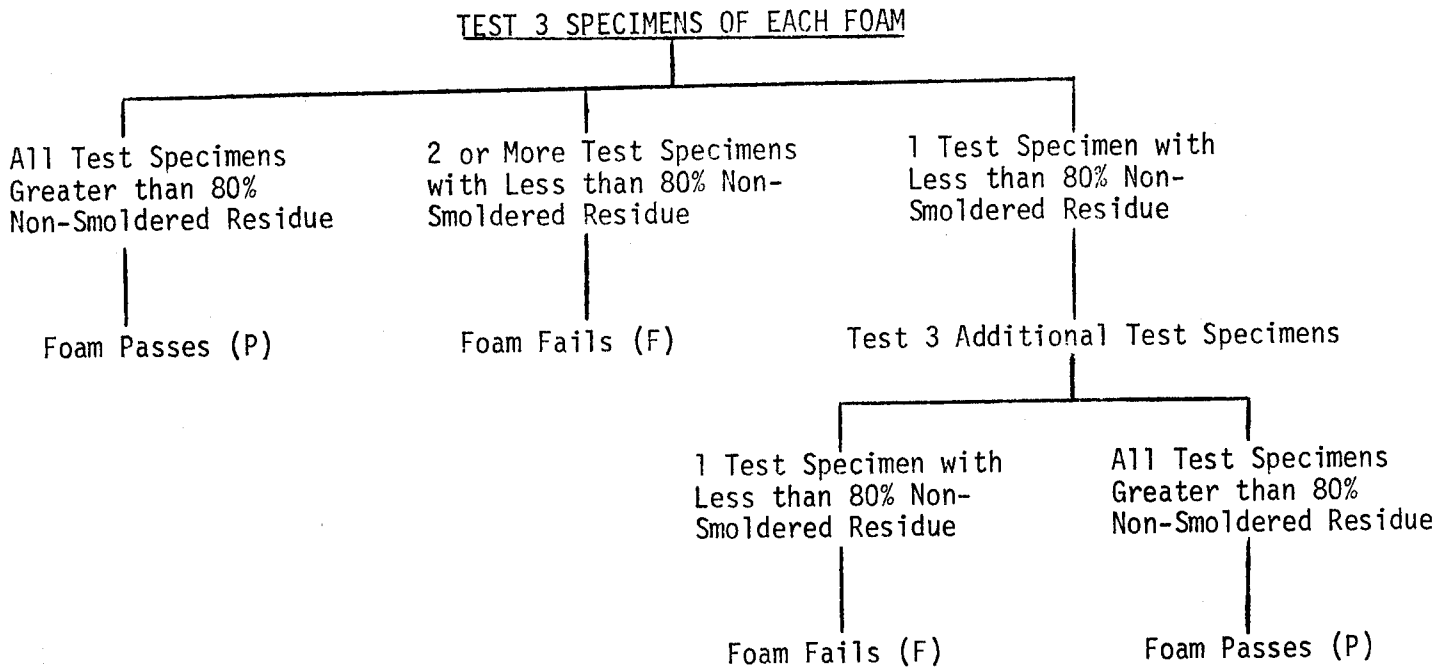 TEST 3 SPECIMENS OF EACH FOAM
All Test Specimens
Greater than 80%
Non-Smoldered Residue
2 or More Test Specimens
with Less than 80% Non-
Smoldered Residue
1 Test Specimen with
Less than 80% Non-
Smoldered Residue
Foam Passes (P)
Foam Fails (F)
Test 3 Additional Test Specimens
1 Test Specimen with
Less than 80% Non-
Smoldered Residue
All Test Specimens
Greater than 80%
Non-Smoldered Residue
Foam Fails (F)
Foam Passes (P)